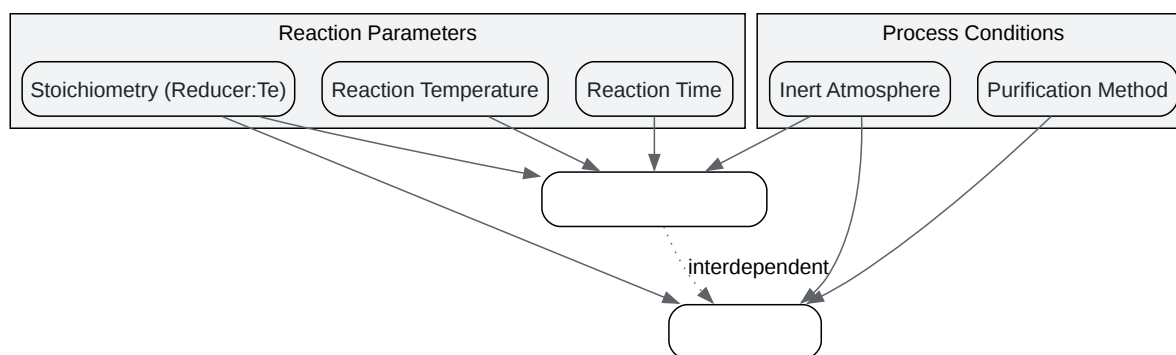 Reaction Parameters
Process Conditions
Stoichiometry (Reducer:Te)
Reaction Temperature
Reaction Time
Inert Atmosphere
Purification Method
interdependent